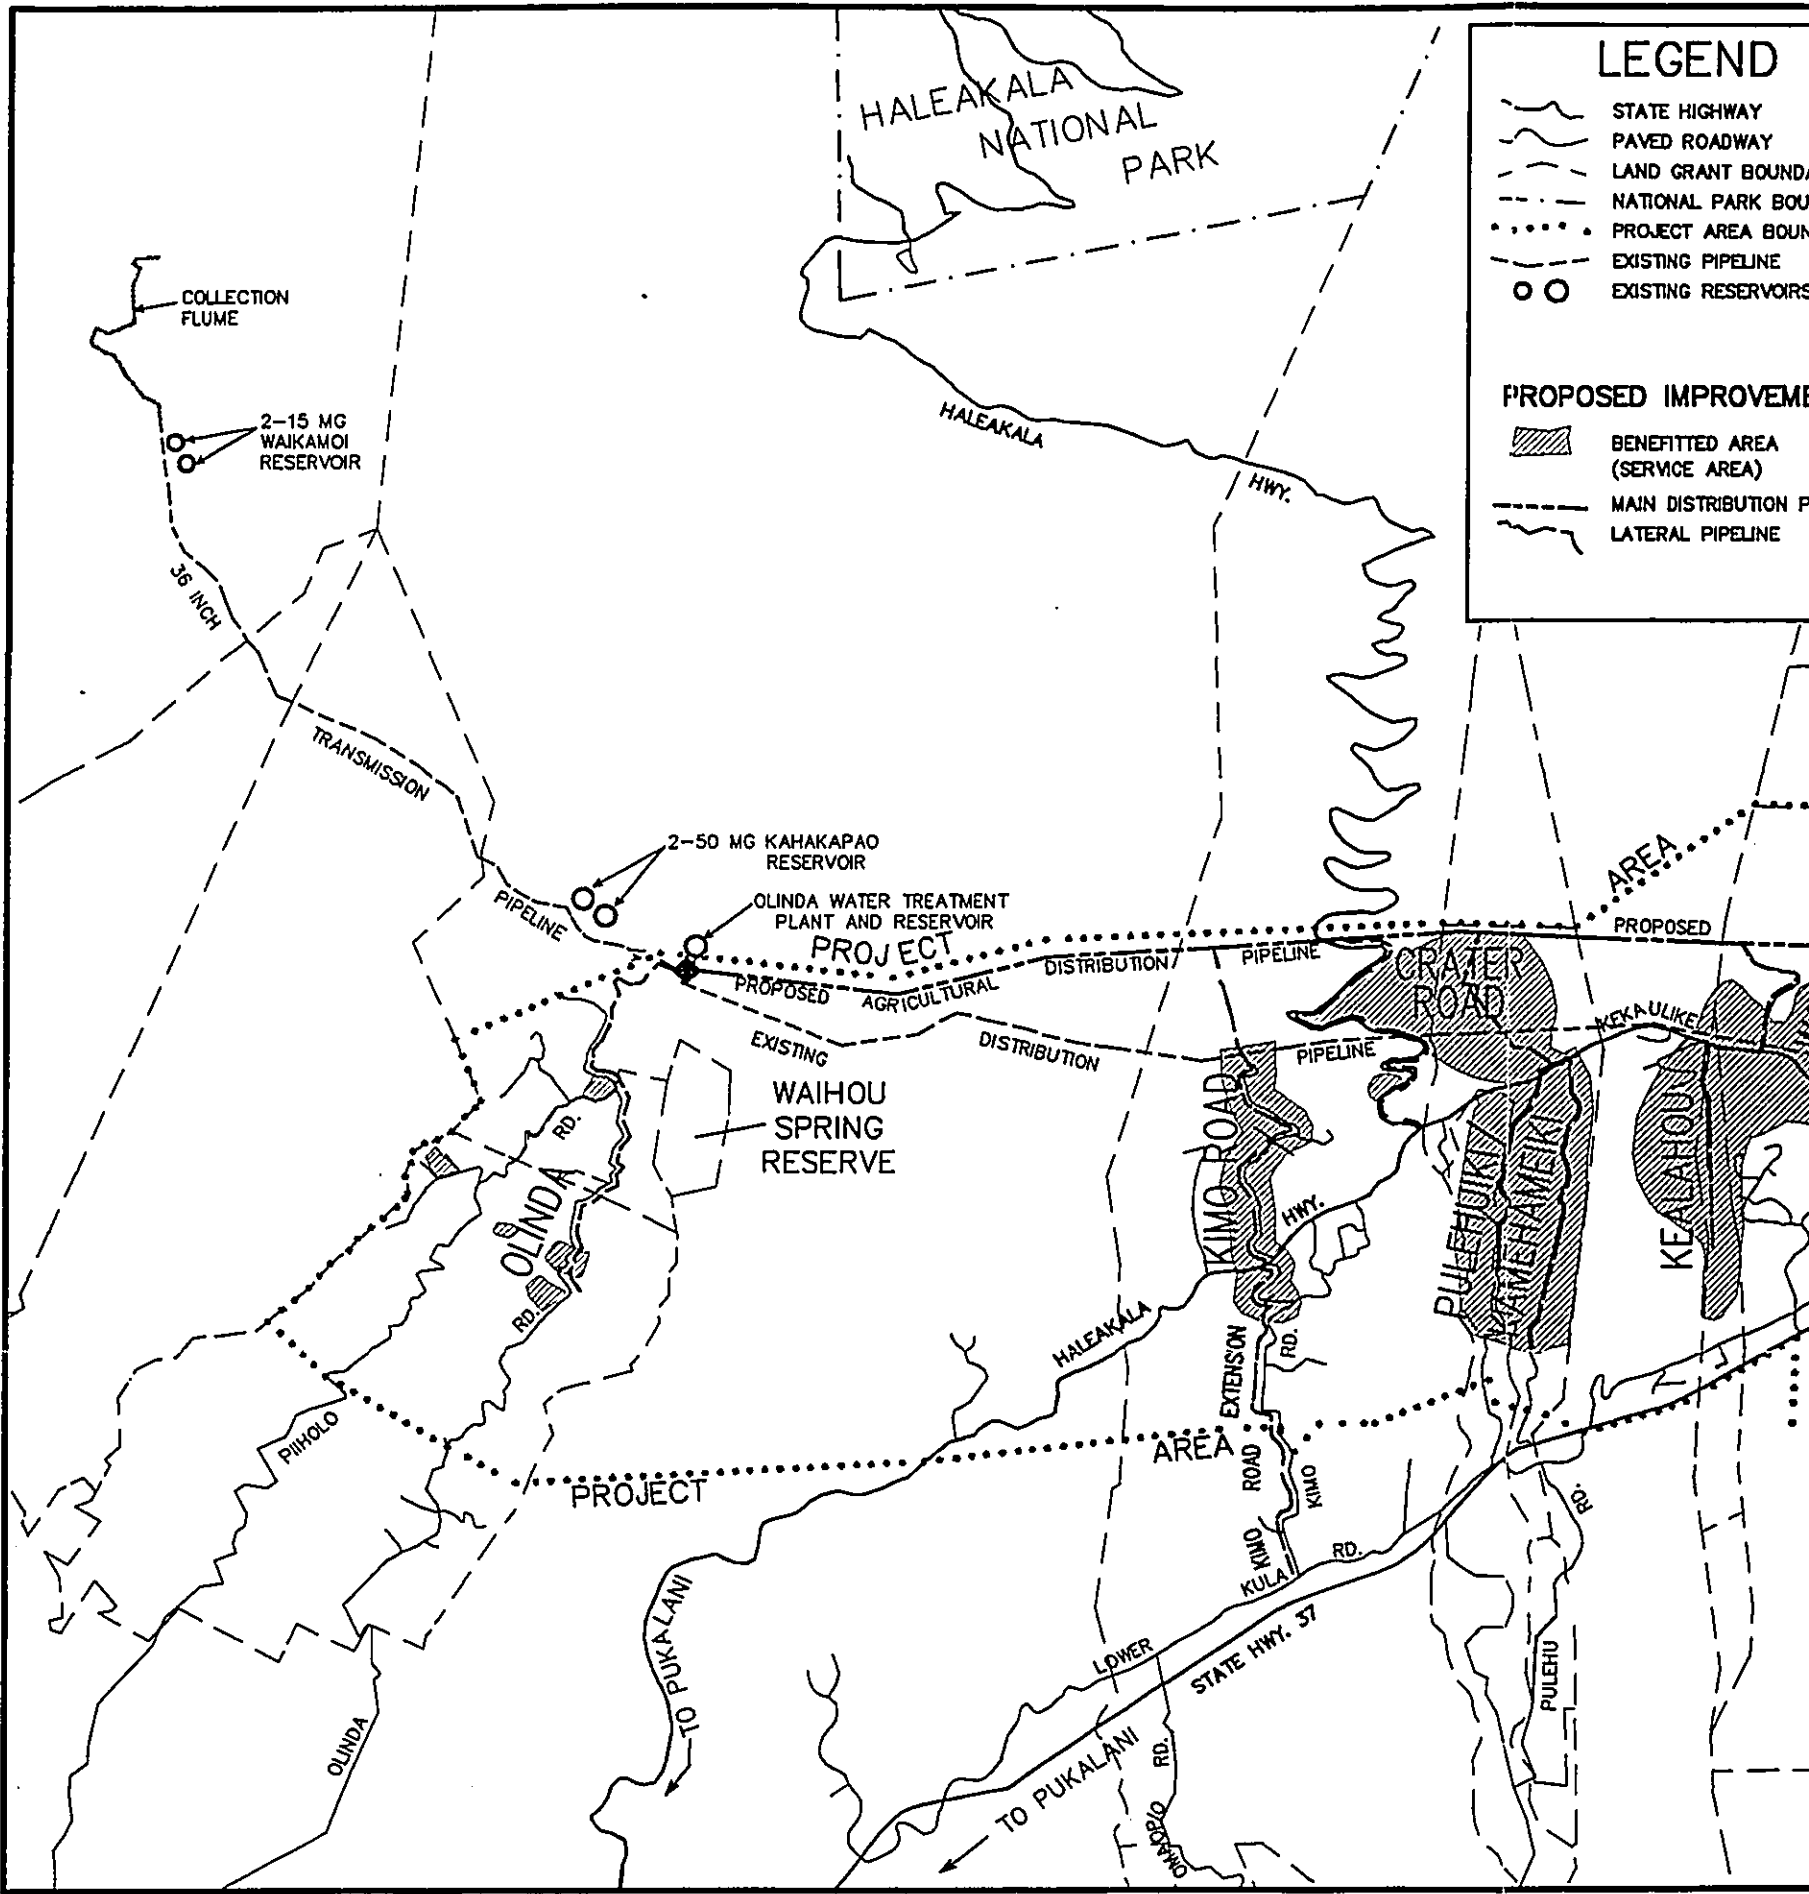 LEGEND
STATE HIGHWAY
PAVED ROADWAY
LAND GRANT BOUNDA
NATIONAL PARK BOU
PROJECT AREA BOUN
EXISTING PIPELINE
EXISTING RESERVOIRS
PROPOSED IMPROVEME
BENEFITTED AREA
(SERVICE AREA)
MAIN DISTRIBUTION P
LATERAL PIPELINE
HALEAKALA
NATIONAL
PARK
COLLECTION
FLUME
2-15 MG
WAIKAMOI
RESERVOIR
HALEAKALA
HWY.
36 INCH
TRANSMISSION
PIPELINE
2-50 MG KAHAKAPAO
RESERVOIR
OLINDA WATER TREATMENT
PLANT AND RESERVOIR
PROJECT
AREA
PROPOSED
AGRICULTURAL
DISTRIBUTION
PIPELINE
PROPOSED
EXISTING
DISTRIBUTION
PIPELINE
CRATER
ROAD
KEKAULIKE
WAIHOU
SPRING
RESERVE
RD.
OLINDA
RD.
KIMO ROAD
HWY.
HALEAKALA
PULEHUIKI/
KAMEHAMEIKI
KEALAHOU
EXTENSION
RD.
ROAD
KIMO
KIMO
PIIHOLO
PROJECT
AREA
RD.
KULA
RD.
LOWER
STATE HWY. 37
PULEHU
TO PUKALANI
OLINDA
TO PUKALANI
RD.
OMAOPIO